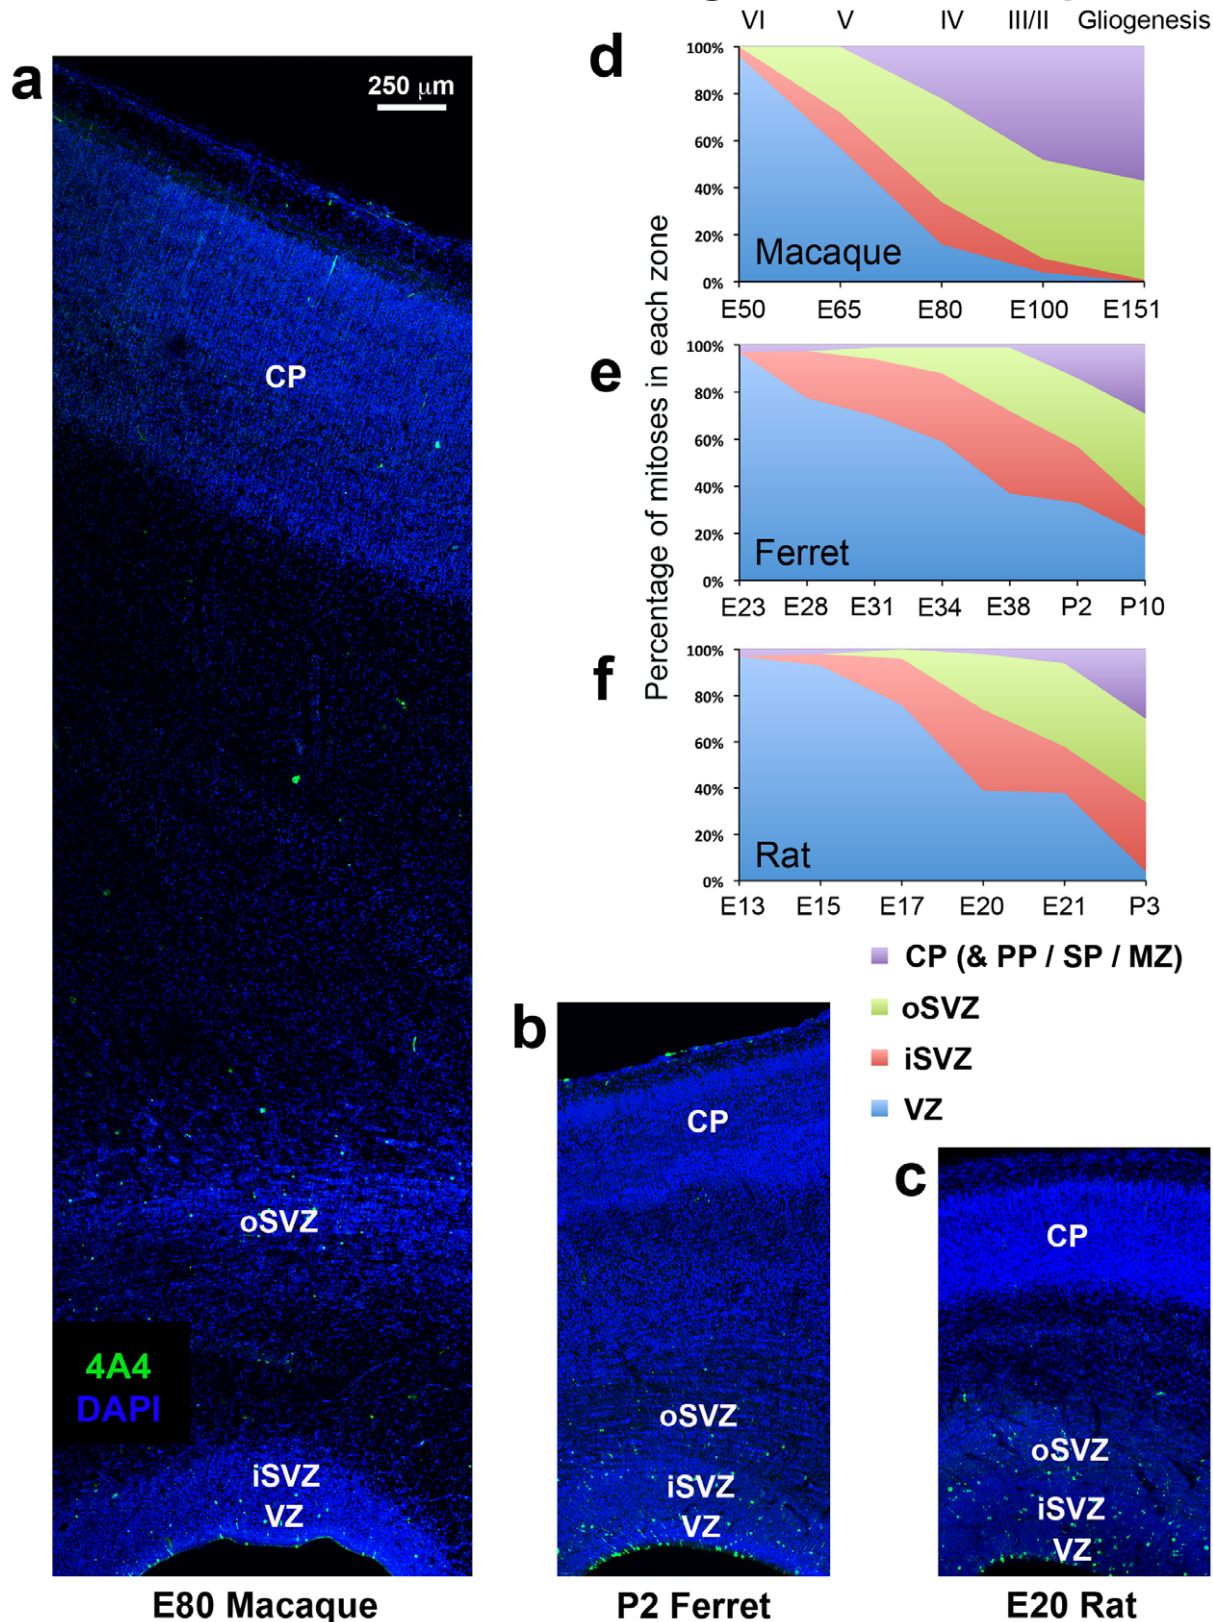 VI V IV III/II Gliogenesis
a
250 μm
CP
oSVZ
4A4
DAPI
iSVZ
VZ
E80 Macaque
d
Percentage of mitoses in each zone
100%
80%
60%
40%
20%
0%
Macaque
E50 E65 E80 E100 E151
e
100%
80%
60%
40%
20%
0%
Ferret
E23 E28 E31 E34 E38 P2 P10
f
100%
80%
60%
40%
20%
0%
Rat
E13 E15 E17 E20 E21 P3
CP (& PP / SP / MZ)
oSVZ
iSVZ
VZ
b
CP
oSVZ
iSVZ
VZ
P2 Ferret
c
CP
oSVZ
iSVZ
VZ
E20 Rat